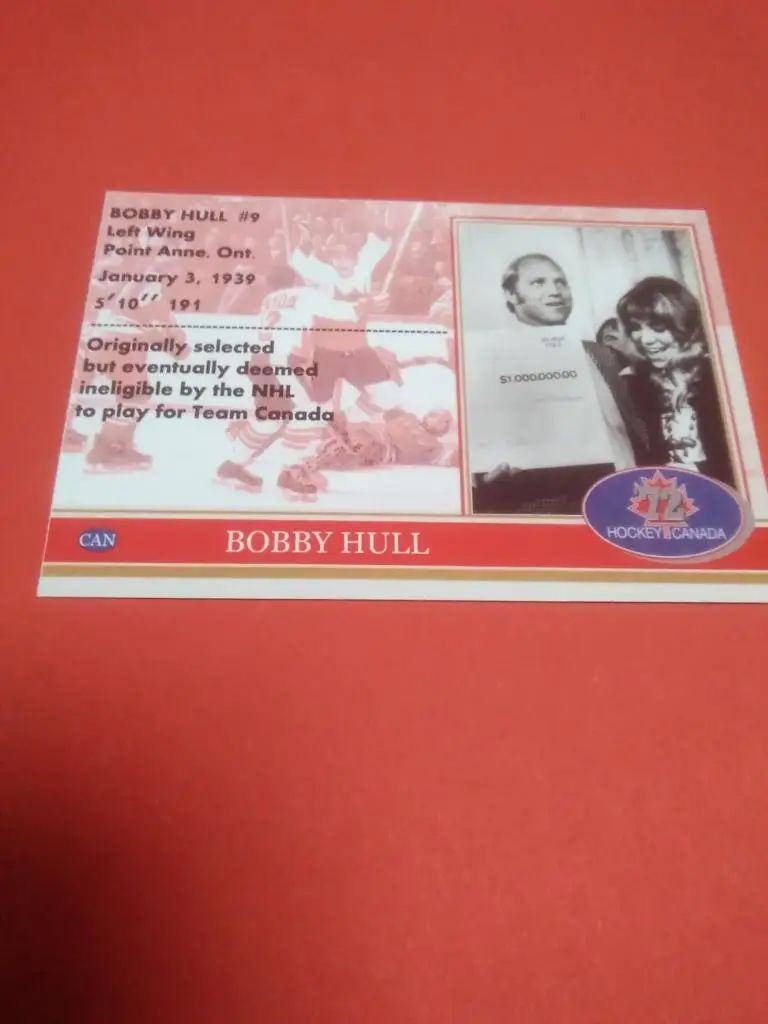 BOBBY HULL #9
Left Wing
Point Anne, Ont.
January 3, 1939
5'10" 191
Originally selected
but eventually deemed
ineligible by the NHL
to play for Team Canada
$1,000,000.00
'72
HOCKEY CANADA
CAN
BOBBY HULL